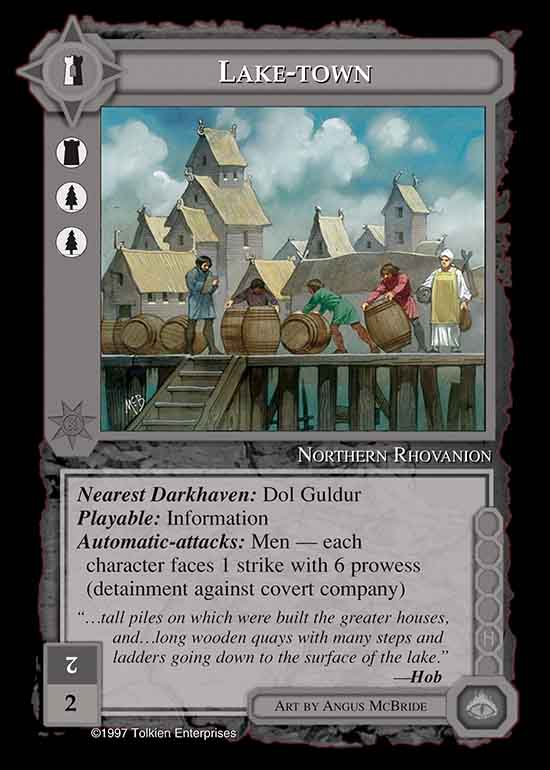 LAKE-TOWN
McB
NORTHERN RHOVANION
Nearest Darkhaven: Dol Guldur
Playable: Information
Automatic-attacks: Men — each
character faces 1 strike with 6 prowess
(detainment against covert company)
“…tall piles on which were built the greater houses,
and…long wooden quays with many steps and
ladders going down to the surface of the lake.”
—Hob
H
2
2
ART BY ANGUS MCBRIDE
©1997 Tolkien Enterprises